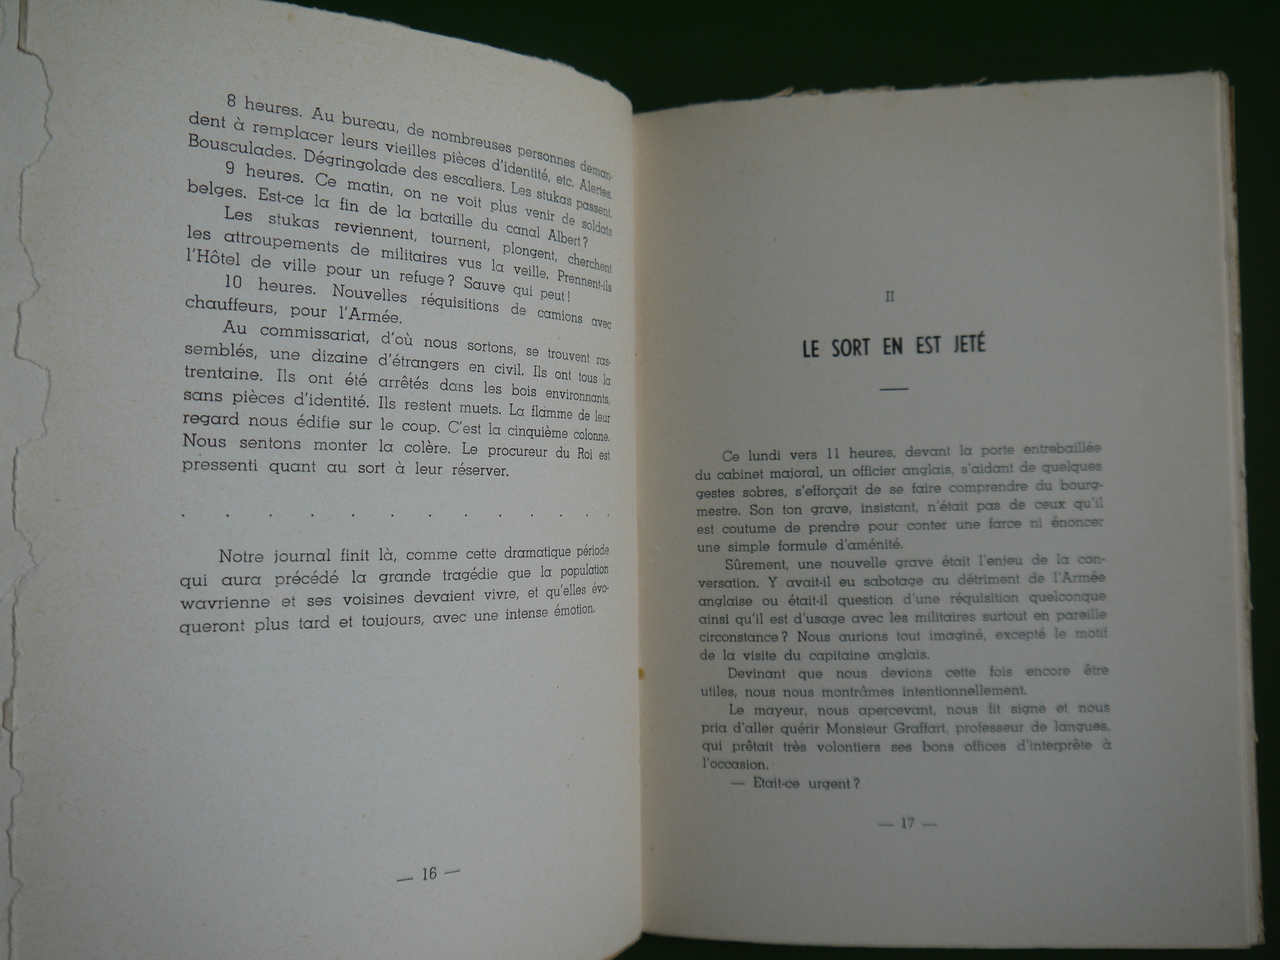 8 heures. Au bureau, de nombreuses personnes deman-
dent à remplacer leurs vieilles pièces d'identité, etc. Alertes.
Bousculades. Dégringolade des escaliers. Les stukas passent.
9 heures. Ce matin, on ne voit plus venir de soldats
belges. Est-ce la fin de la bataille du canal Albert?
Les stukas reviennent, tournent, plongent, cherchent
les attroupements de militaires vus la veille. Prennent-ils
l'Hôtel de ville pour un refuge? Sauve qui peut!
10 heures. Nouvelles réquisitions de camions avec
chauffeurs, pour l'Armée.
Au commissariat, d'où nous sortons, se trouvent ras-
semblés, une dizaine d'étrangers en civil. Ils ont tous la
trentaine. Ils ont été arrêtés dans les bois environnants,
sans pièces d'identité. Ils restent muets. La flamme de leur
regard nous édifie sur le coup. C'est la cinquième colonne.
Nous sentons monter la colère. Le procureur du Roi est
pressenti quant au sort à leur réserver.
. . . . . . . . . . . . . .
Notre journal finit là, comme cette dramatique période
qui aura précédé la grande tragédie que la population
wavrienne et ses voisines devaient vivre, et qu'elles évo-
queront plus tard et toujours, avec une intense émotion.
— 16 —
II
LE SORT EN EST JETÉ
Ce lundi vers 11 heures, devant la porte entrebaillée
du cabinet majoral, un officier anglais, s'aidant de quelques
gestes sobres, s'efforçait de se faire comprendre du bourg-
mestre. Son ton grave, insistant, n'était pas de ceux qu'il
est coutume de prendre pour conter une farce ni énoncer
une simple formule d'aménité.
Sûrement, une nouvelle grave était l'enjeu de la con-
versation. Y avait-il eu sabotage au détriment de l'Armée
anglaise ou était-il question d'une réquisition quelconque
ainsi qu'il est d'usage avec les militaires surtout en pareille
circonstance? Nous aurions tout imaginé, excepté le motif
de la visite du capitaine anglais.
Devinant que nous devions cette fois encore être
utiles, nous nous montrâmes intentionnellement.
Le mayeur, nous apercevant, nous fit signe et nous
pria d'aller quérir Monsieur Graffart, professeur de langues,
qui prêtait très volontiers ses bons offices d'interprète à
l'occasion.
— Etait-ce urgent?
— 17 —